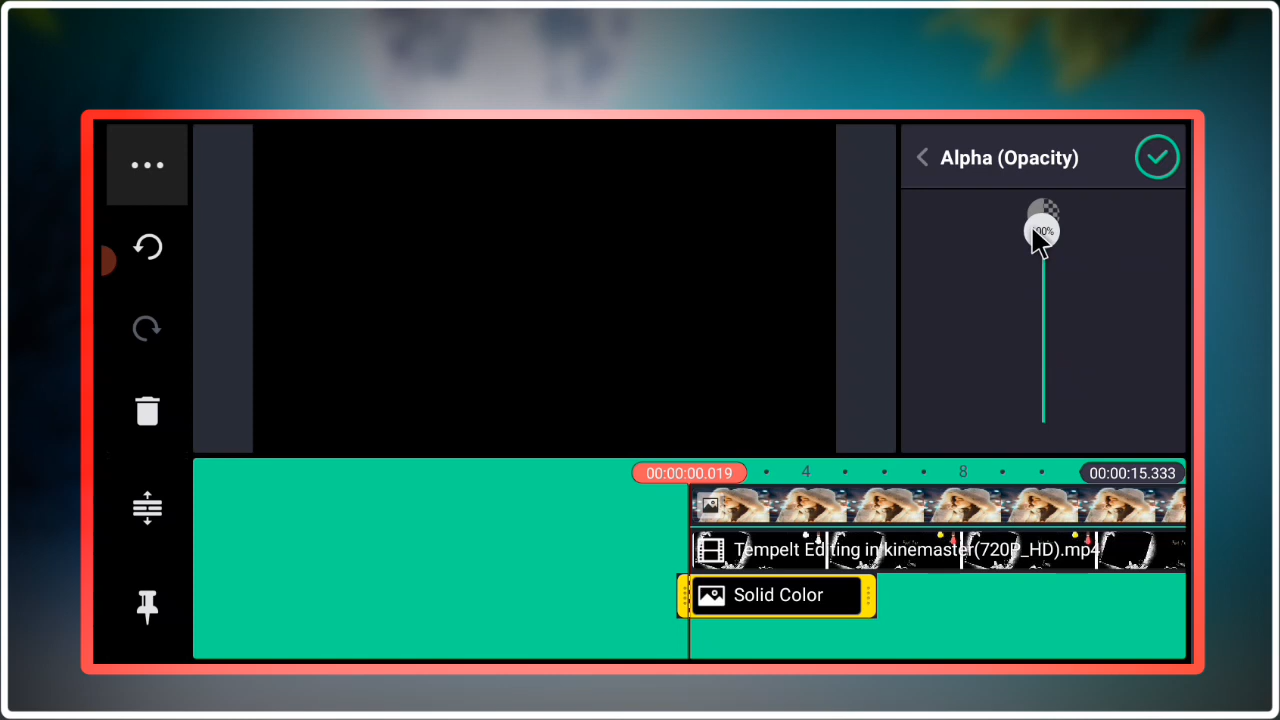 Alpha (Opacity)
00:00:00.019
4
8
00:00:15.333
Tempelt Editing in kinemaster(720P_HD).mp4
Solid Color